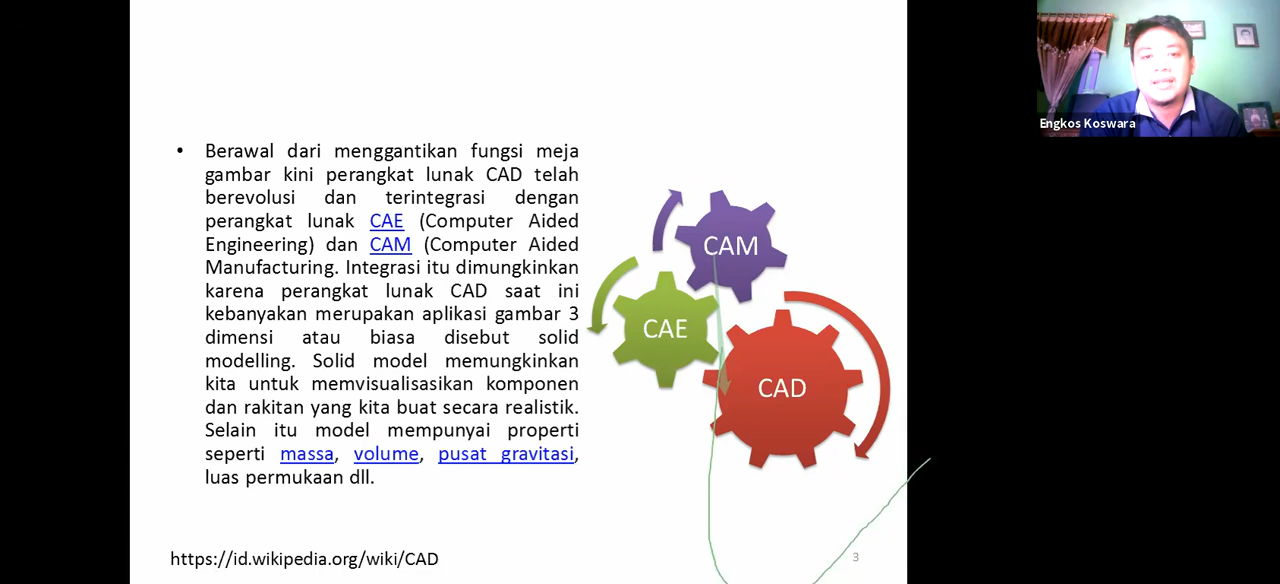 Engkos Koswara
• Berawal dari menggantikan fungsi meja
gambar kini perangkat lunak CAD telah
berevolusi dan terintegrasi dengan
perangkat lunak CAE (Computer Aided
Engineering) dan CAM (Computer Aided
Manufacturing. Integrasi itu dimungkinkan
karena perangkat lunak CAD saat ini
kebanyakan merupakan aplikasi gambar 3
dimensi atau biasa disebut solid
modelling. Solid model memungkinkan
kita untuk memvisualisasikan komponen
dan rakitan yang kita buat secara realistik.
Selain itu model mempunyai properti
seperti massa, volume, pusat gravitasi,
luas permukaan dll.
CAM
CAE
CAD
https://id.wikipedia.org/wiki/CAD
3